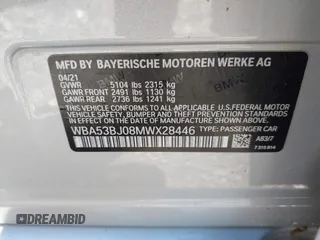 MFD BY BAYERISCHE MOTOREN WERKE AG
04/21
GVWR 5104 lbs 2315 kg
GAWR FRONT 2491 lbs 1130 kg
GAWR REAR 2736 lbs 1241 kg
THIS VEHICLE CONFORMS TO ALL APPLICABLE
FEDERAL MOTOR VEHICLE SAFETY, BUMPER, AND
THEFT PREVENTION STANDARDS IN EFFECT ON THE
DATE OF MANUFACTURE SHOWN ABOVE.
WBA53BJ08MWX28446 TYPE: PASSENGER CAR
A83/7
DREAMBID